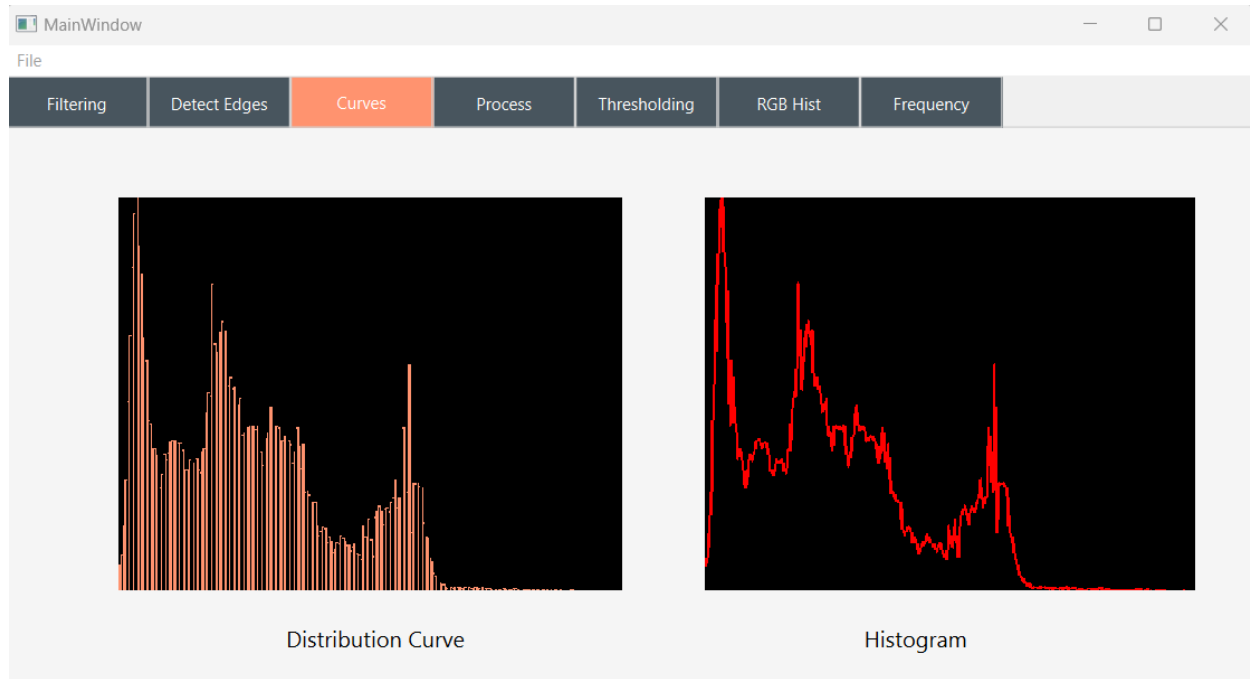 MainWindow
File
Filtering Detect Edges Curves Process Thresholding RGB Hist Frequency
Distribution Curve Histogram